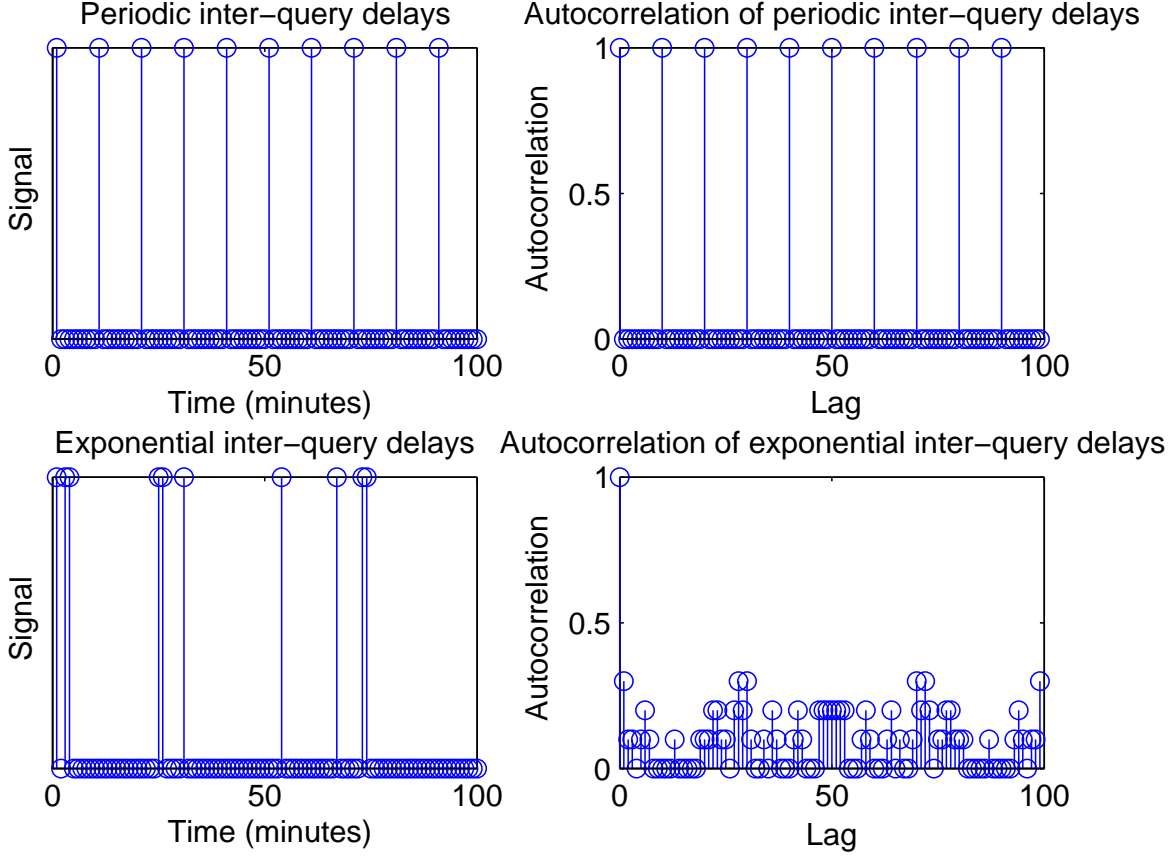 Periodic inter−query delays
Signal
0
50
100
Time (minutes)
Autocorrelation of periodic inter−query delays
Autocorrelation
1
0.5
0
0
50
100
Lag
Exponential inter−query delays
Signal
0
50
100
Time (minutes)
Autocorrelation of exponential inter−query delays
Autocorrelation
1
0.5
0
0
50
100
Lag